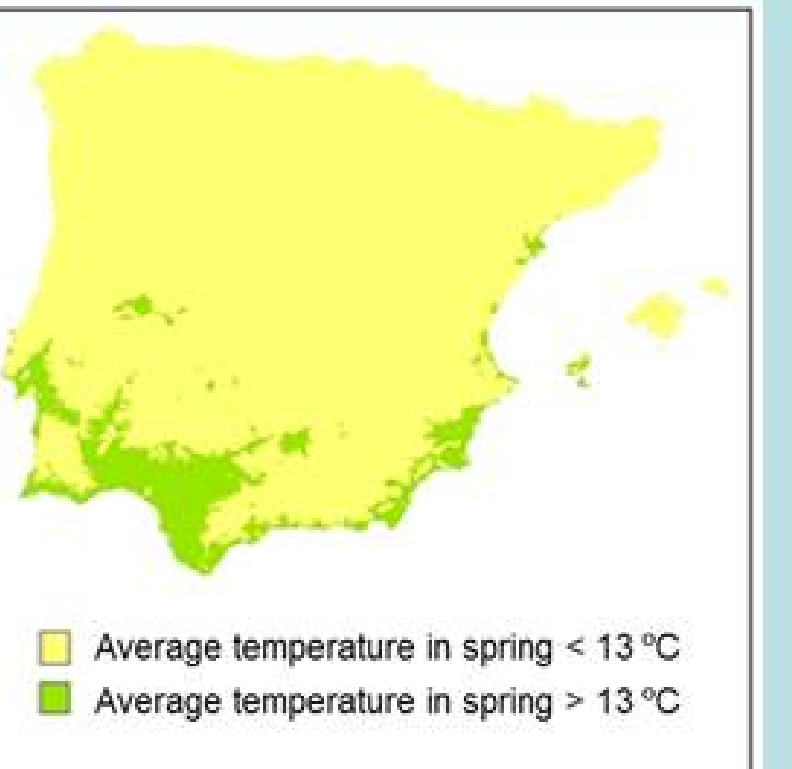 Average temperature in spring < 13 ºC
Average temperature in spring > 13 ºC